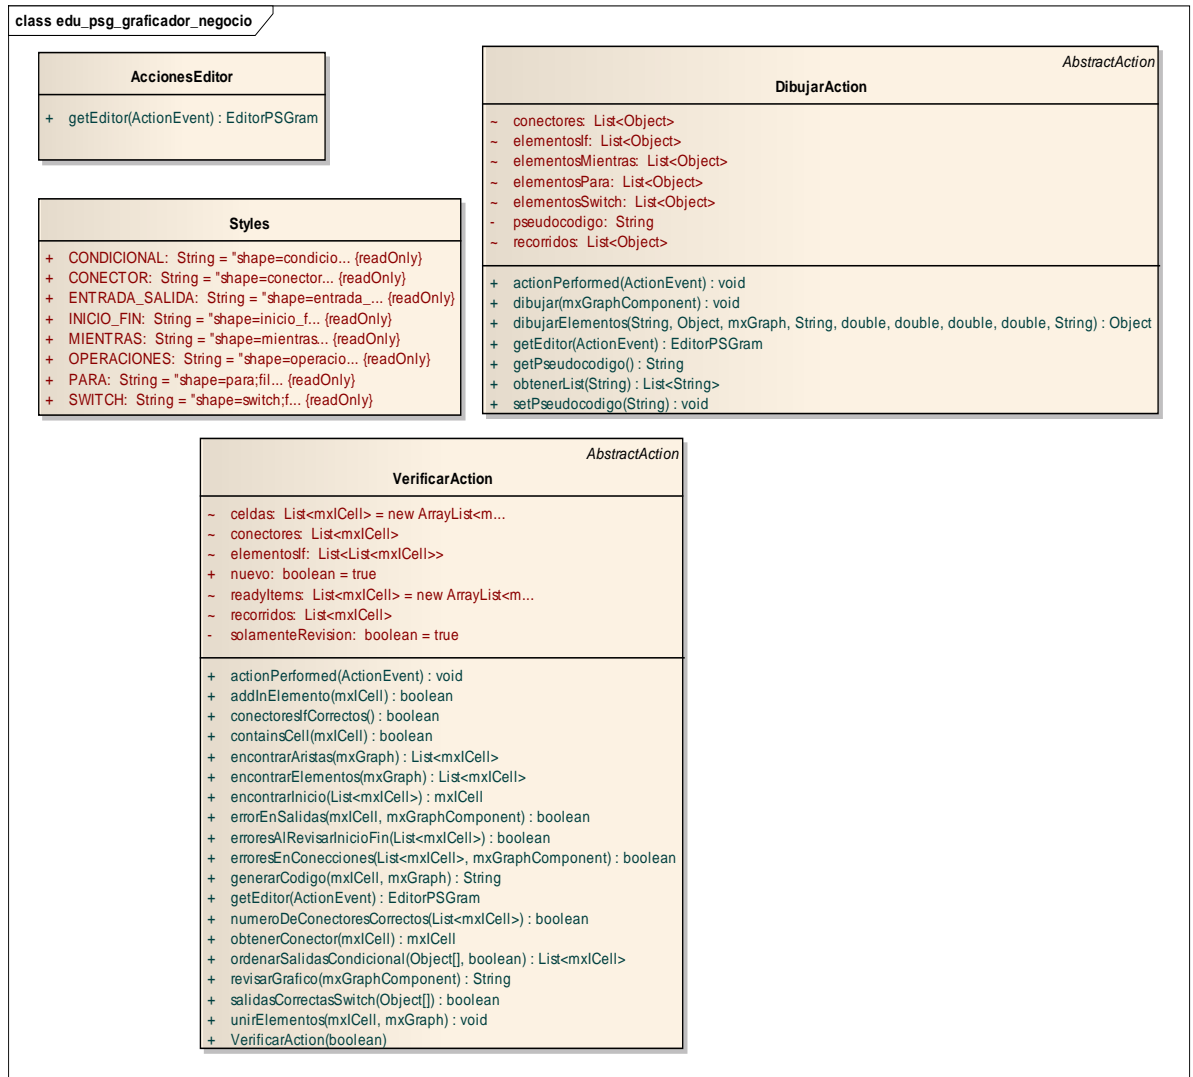 class edu_psg_graficador_negocio
AccionesEditor
+ getEditor(ActionEvent) : EditorPSGram
Styles
+ CONDICIONAL: String = "shape=condicio... {readOnly}
+ CONECTOR: String = "shape=conector... {readOnly}
+ ENTRADA_SALIDA: String = "shape=entrada_... {readOnly}
+ INICIO_FIN: String = "shape=inicio_f... {readOnly}
+ MIENTRAS: String = "shape=mientras... {readOnly}
+ OPERACIONES: String = "shape=operacio... {readOnly}
+ PARA: String = "shape=para;fil... {readOnly}
+ SWITCH: String = "shape=switch;f... {readOnly}
AbstractAction
DibujarAction
~ conectores: List<Object>
~ elementosIf: List<Object>
~ elementosMientras: List<Object>
~ elementosPara: List<Object>
~ elementosSwitch: List<Object>
- pseudocodigo: String
~ recorridos: List<Object>
+ actionPerformed(ActionEvent) : void
+ dibujar(mxGraphComponent) : void
+ dibujarElementos(String, Object, mxGraph, String, double, double, double, double, String) : Object
+ getEditor(ActionEvent) : EditorPSGram
+ getPseudocodigo() : String
+ obtenerList(String) : List<String>
+ setPseudocodigo(String) : void
AbstractAction
VerificarAction
~ celdas: List<mxICell> = new ArrayList<m...
~ conectores: List<mxICell>
~ elementosIf: List<List<mxICell>>
+ nuevo: boolean = true
~ readyItems: List<mxICell> = new ArrayList<m...
~ recorridos: List<mxICell>
- solamenteRevision: boolean = true
+ actionPerformed(ActionEvent) : void
+ addInElemento(mxICell) : boolean
+ conectoresIfCorrectos() : boolean
+ containsCell(mxICell) : boolean
+ encontrarAristas(mxGraph) : List<mxICell>
+ encontrarElementos(mxGraph) : List<mxICell>
+ encontrarInicio(List<mxICell>) : mxICell
+ errorEnSalidas(mxICell, mxGraphComponent) : boolean
+ erroresAlRevisarInicioFin(List<mxICell>) : boolean
+ erroresEnConecciones(List<mxICell>, mxGraphComponent) : boolean
+ generarCodigo(mxICell, mxGraph) : String
+ getEditor(ActionEvent) : EditorPSGram
+ numeroDeConectoresCorrectos(List<mxICell>) : boolean
+ obtenerConector(mxICell) : mxICell
+ ordenarSalidasCondicional(Object[], boolean) : List<mxICell>
+ revisarGrafico(mxGraphComponent) : String
+ salidasCorrectasSwitch(Object[]) : boolean
+ unirElementos(mxICell, mxGraph) : void
+ VerificarAction(boolean)